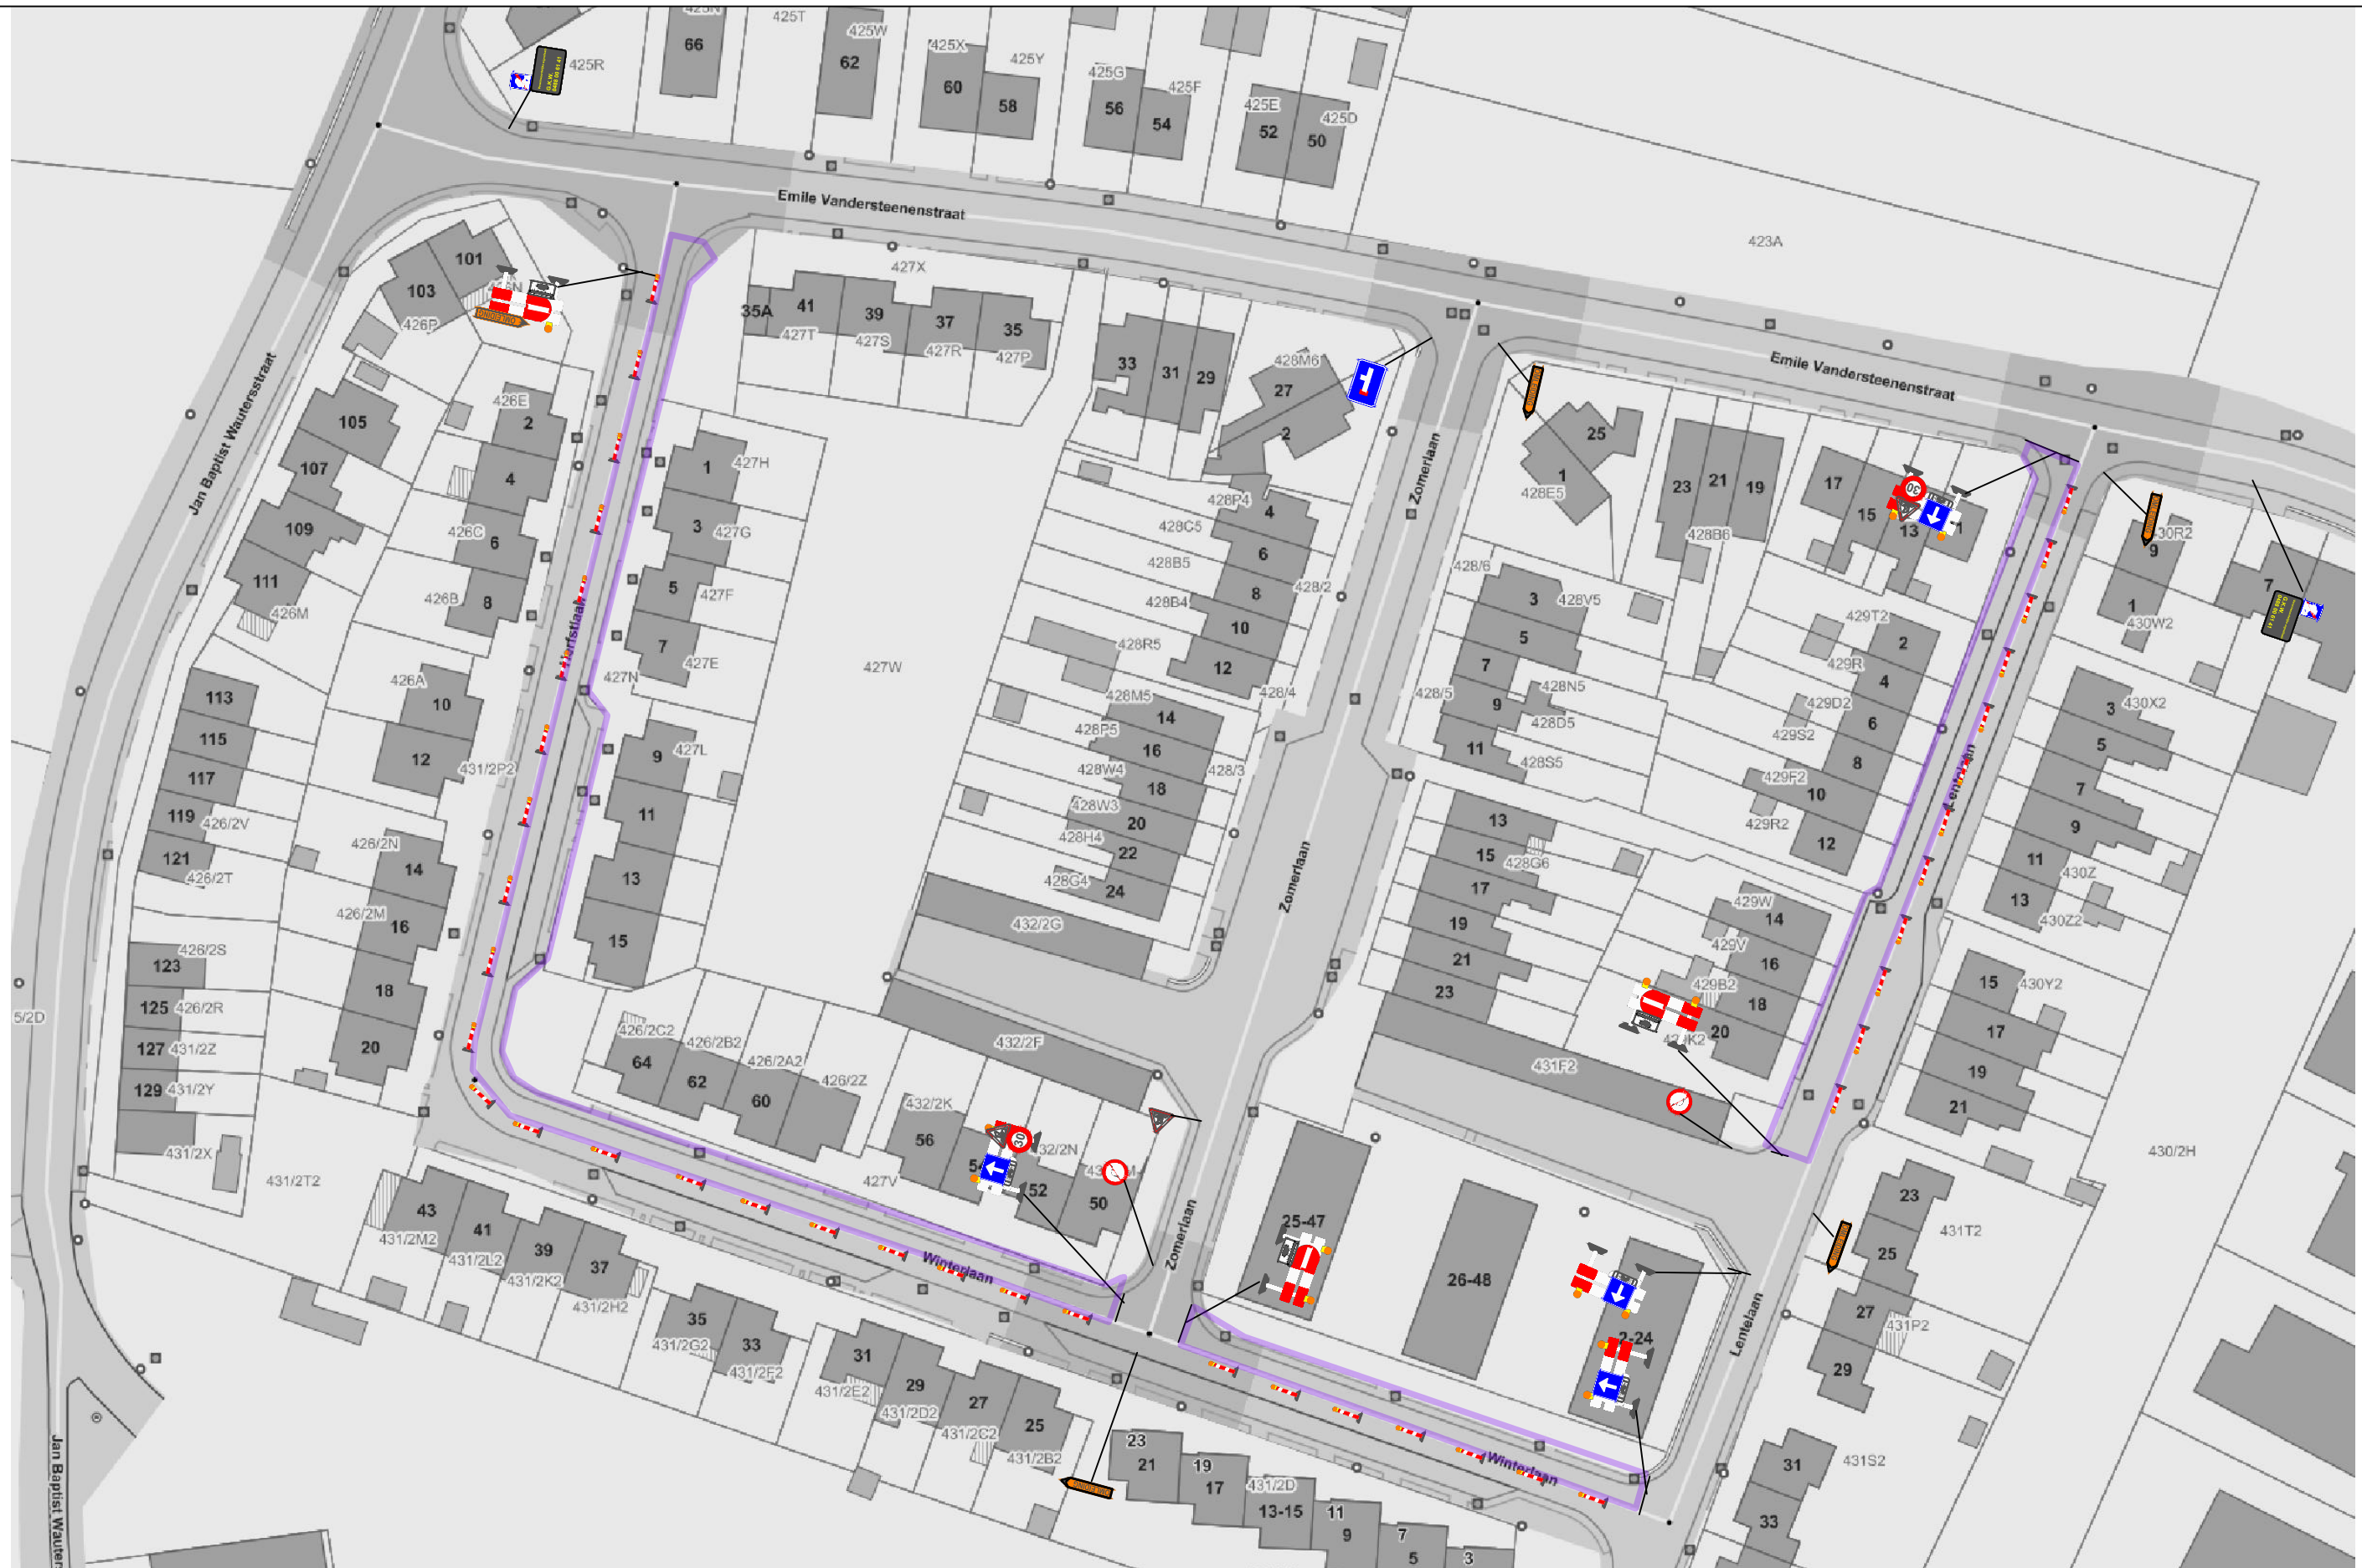 425N
425T
425W
66
62
425X
425Y
425R
60
58
425G
425F
56
54
425E
425D
52
50
Emile Vandersteenenstraat
423A
101
103
426P
427X
35A
41
39
37
35
427T
427S
427R
427P
33
31
29
428M6
27
2
Emile Vandersteenenstraat
Jan Baptist Wautersstraat
OMLEIDING
426E
2
4
105
107
109
111
426M
426C
6
426B
8
1
427H
3
427G
5
427F
7
427E
427N
Herfstlaan
427W
Zomerlaan
25
1
428E5
23
21
19
428B6
17
15
13
30
430R2
9
1
430W2
7
428P4
4
428C5
6
428B5
8
428B4
10
12
428/2
428R5
428/4
428/6
3
428V5
5
7
428/5
9
428N5
428D5
11
428S5
429T2
2
429R
4
429D2
6
429S2
8
429F2
10
429R2
12
Lentelaan
3
430X2
5
7
9
11
430Z
13
430Z2
113
115
117
119
426/2V
121
426/2T
426A
10
12
431/2P2
426/2N
14
426/2M
16
18
20
9
427L
11
13
15
428M5
14
428P5
16
428W4
18
428/3
428W3
20
428H4
22
428G4
24
432/2G
Zomerlaan
13
15
428G6
17
19
21
23
429W
14
429V
16
429B2
18
20
15
430Y2
17
19
21
426/2S
123
5/2D
125
426/2R
127
431/2Z
129
431/2Y
431/2X
431/2T2
426/2C2
64
426/2B2
62
426/2A2
60
426/2Z
432/2F
432/2K
56
30
52
50
427V
431F2
Zomerlaan
25-47
26-48
2-24
23
431T2
25
27
431P2
29
430/2H
Lentelaan
43
431/2M2
41
431/2L2
39
431/2K2
37
431/2H2
35
431/2G2
33
431/2F2
31
431/2E2
29
431/2D2
27
431/2C2
25
431/2B2
Winterlaan
23
21
19
17
431/2D
13-15
11
9
7
5
3
Winterlaan
31
431S2
33
Jan Baptist Wauters